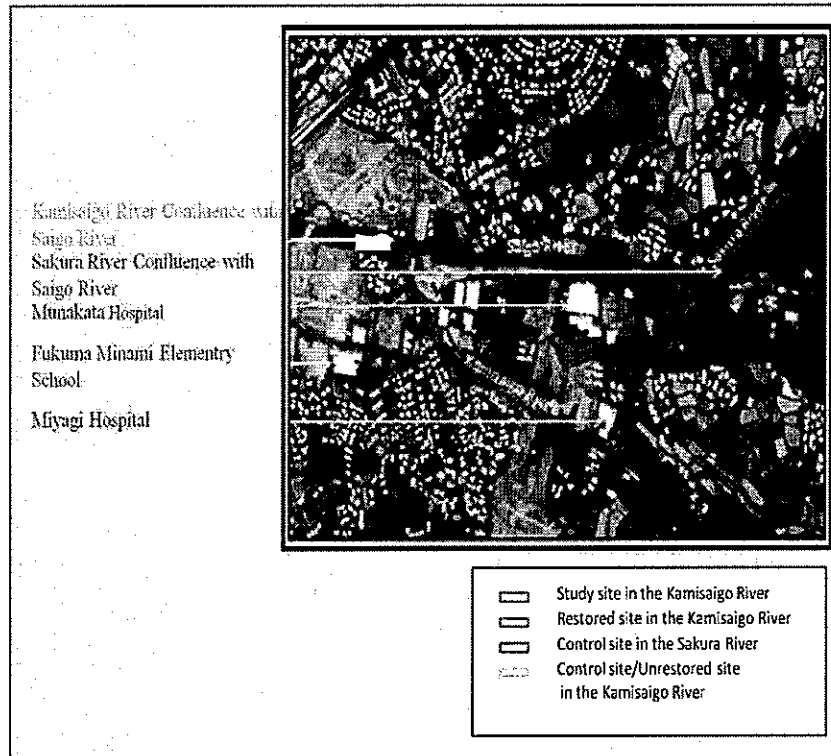 Kamisaigo River Confluence with
Saigo River
Sakura River Confluence with
Saigo River
Munakata Hospital
Fukuma Minami Elementry
School
Miyagi Hospital
Saigo River
Study site in the Kamisaigo River
Restored site in the Kamisaigo River
Control site in the Sakura River
Control site/Unrestored site
in the Kamisaigo River